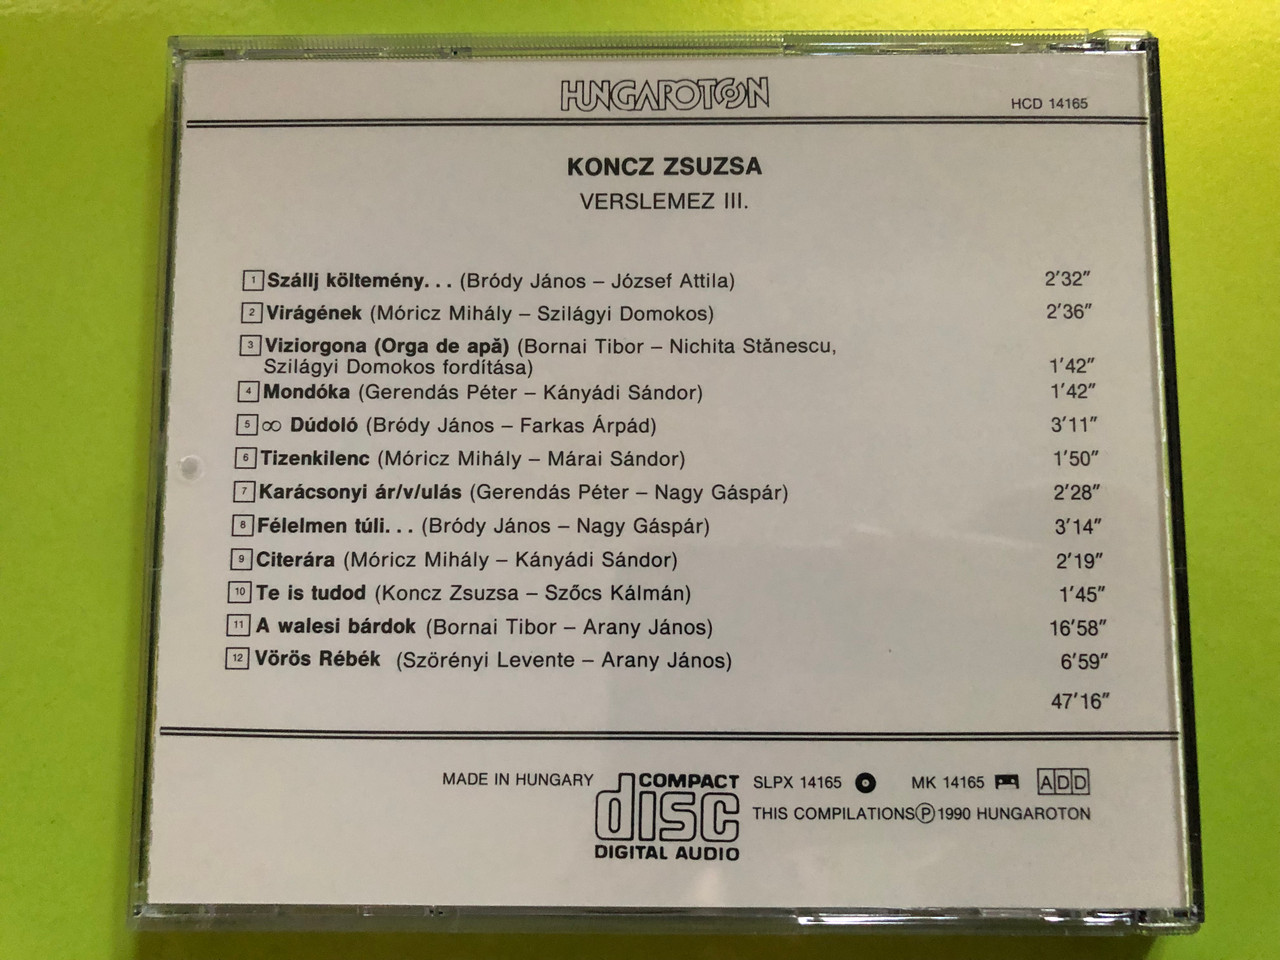 HUNGAROTON
HCD 14165
KONCZ ZSUZSA
VERSLEMEZ III.
1 Szállj költemény... (Bródy János – József Attila) 2'32"
2 Virágének (Móricz Mihály – Szilágyi Domokos) 2'36"
3 Viziorgona (Orga de apă) (Bornai Tibor – Nichita Stănescu,
Szilágyi Domokos fordítása) 1'42"
4 Mondóka (Gerendás Péter – Kányádi Sándor) 1'42"
5 ∞ Dúdoló (Bródy János – Farkas Árpád) 3'11"
6 Tizenkilenc (Móricz Mihály – Márai Sándor) 1'50"
7 Karácsonyi ár/v/ulás (Gerendás Péter – Nagy Gáspár) 2'28"
8 Félelmen túli... (Bródy János – Nagy Gáspár) 3'14"
9 Citerára (Móricz Mihály – Kányádi Sándor) 2'19"
10 Te is tudod (Koncz Zsuzsa – Szőcs Kálmán) 1'45"
11 A walesi bárdok (Bornai Tibor – Arany János) 16'58"
12 Vörös Rébék (Szörényi Levente – Arany János) 6'59"
47'16"
MADE IN HUNGARY
COMPACT
disc
DIGITAL AUDIO
SLPX 14165 MK 14165 ADD
THIS COMPILATIONS Ⓟ 1990 HUNGAROTON